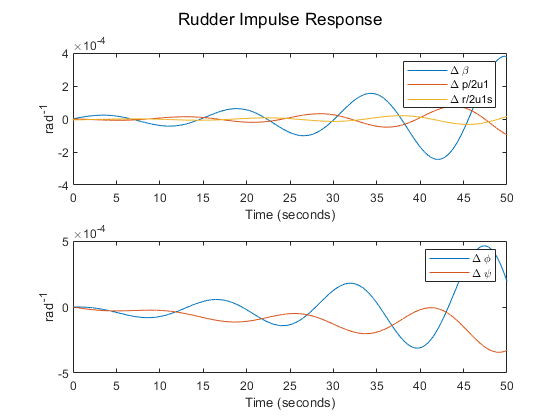 Rudder Impulse Response
×10-4
4
2
0
-2
-4
rad-1
Δ β
Δ p/2u1
Δ r/2u1s
0 5 10 15 20 25 30 35 40 45 50
Time (seconds)
×10-4
5
0
-5
rad-1
Δ ϕ
Δ ψ
0 5 10 15 20 25 30 35 40 45 50
Time (seconds)